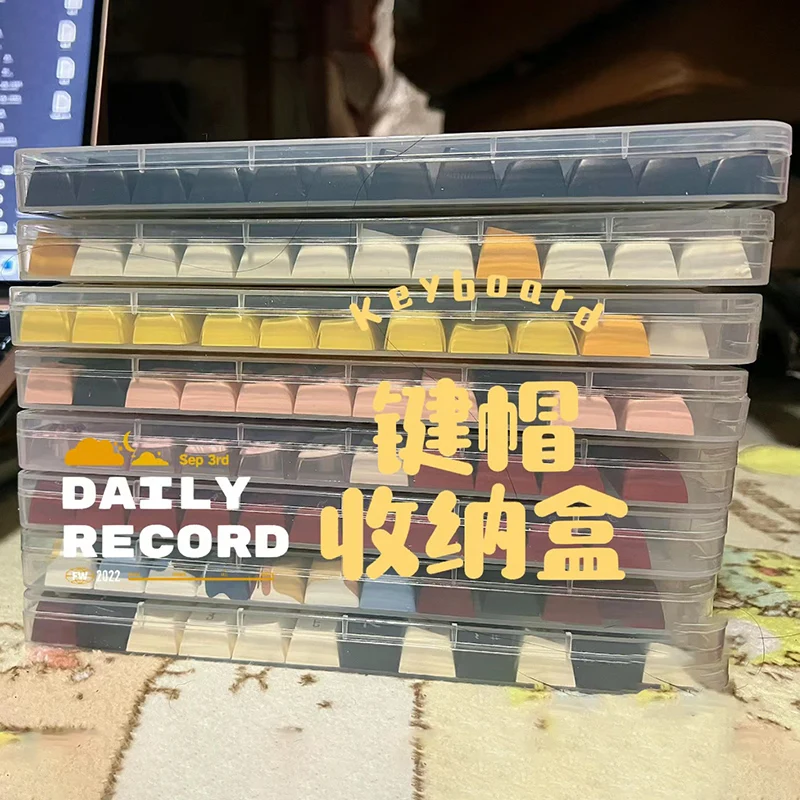 Keyboard
键帽
收纳盒
Sep 3rd
DAILY
RECORD
FW 2022